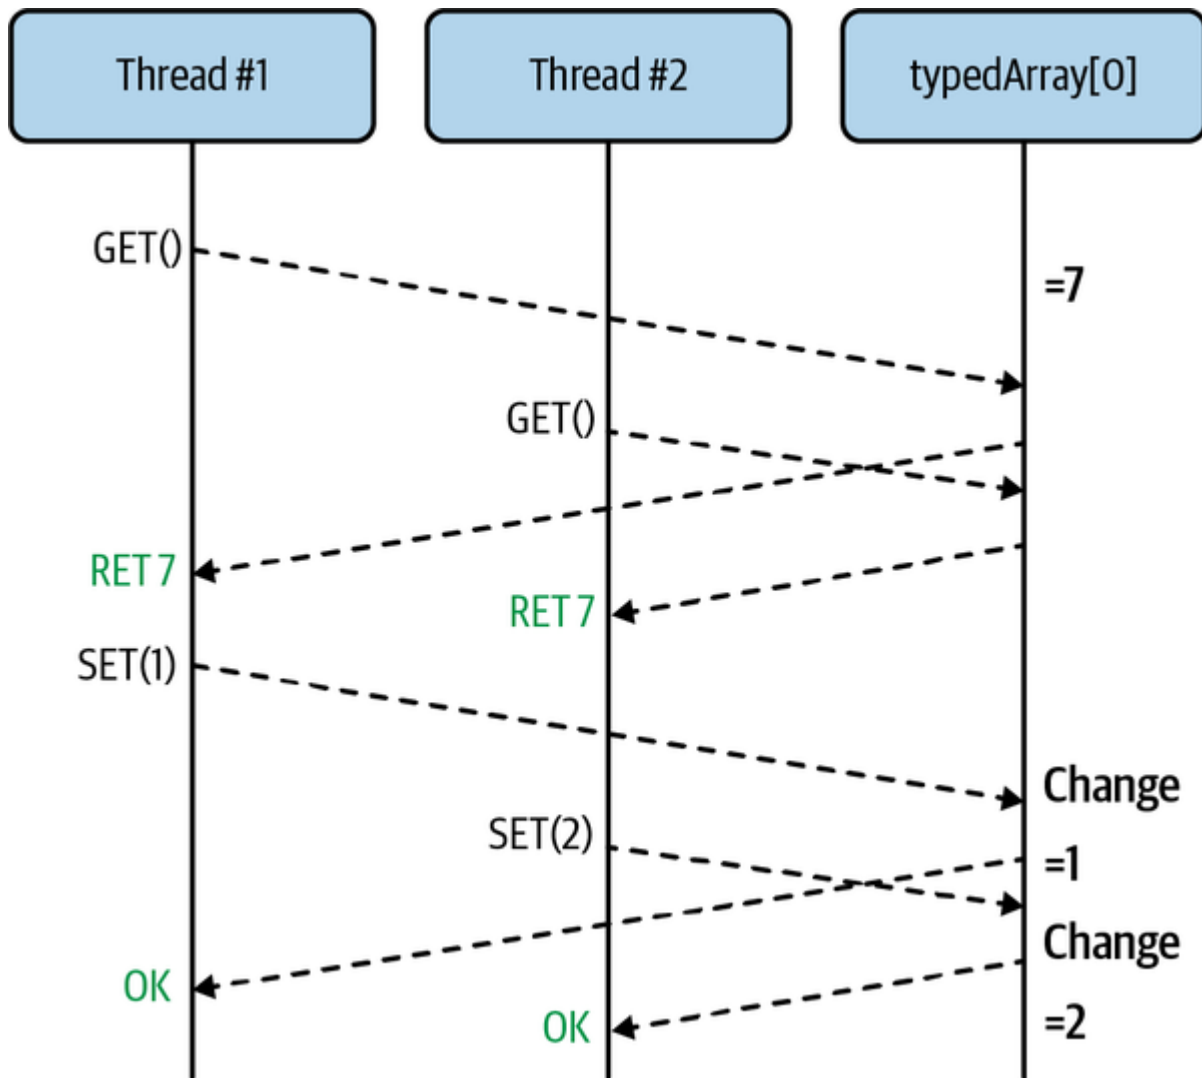 Thread #1
Thread #2
typedArray[0]
GET()
=7
GET()
RET 7
RET 7
SET(1)
Change
SET(2)
=1
Change
OK
OK
=2